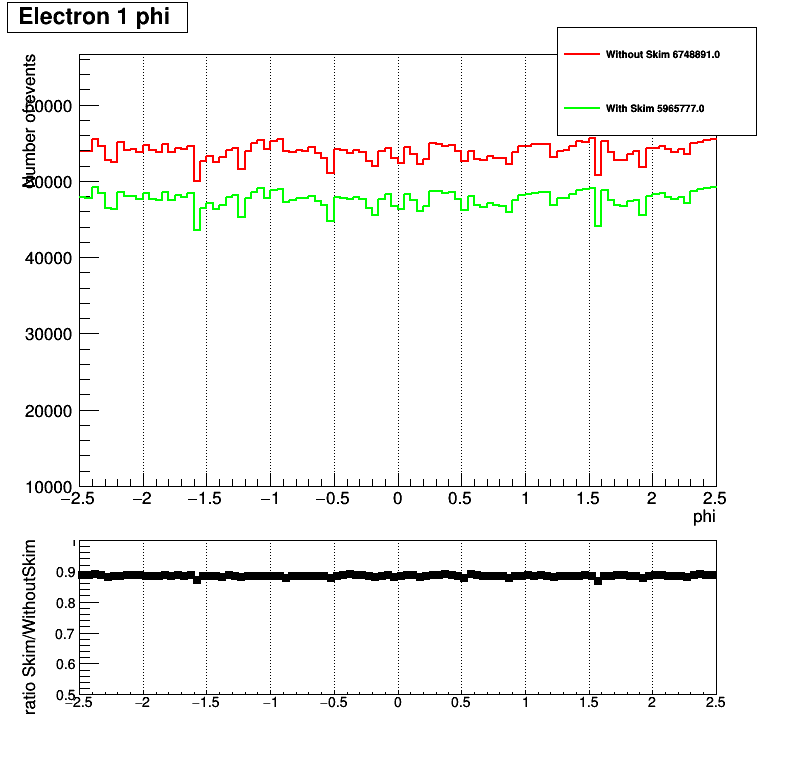 Electron 1 phi
Without Skim 6748891.0
With Skim 5965777.0
Number of events
60000
50000
40000
30000
20000
10000
−2.5 −2 −1.5 −1 −0.5 0 0.5 1 1.5 2 2.5
phi
ratio Skim/WithoutSkim
1
0.9
0.8
0.7
0.6
0.5
−2.5 −2 −1.5 −1 −0.5 0 0.5 1 1.5 2 2.5